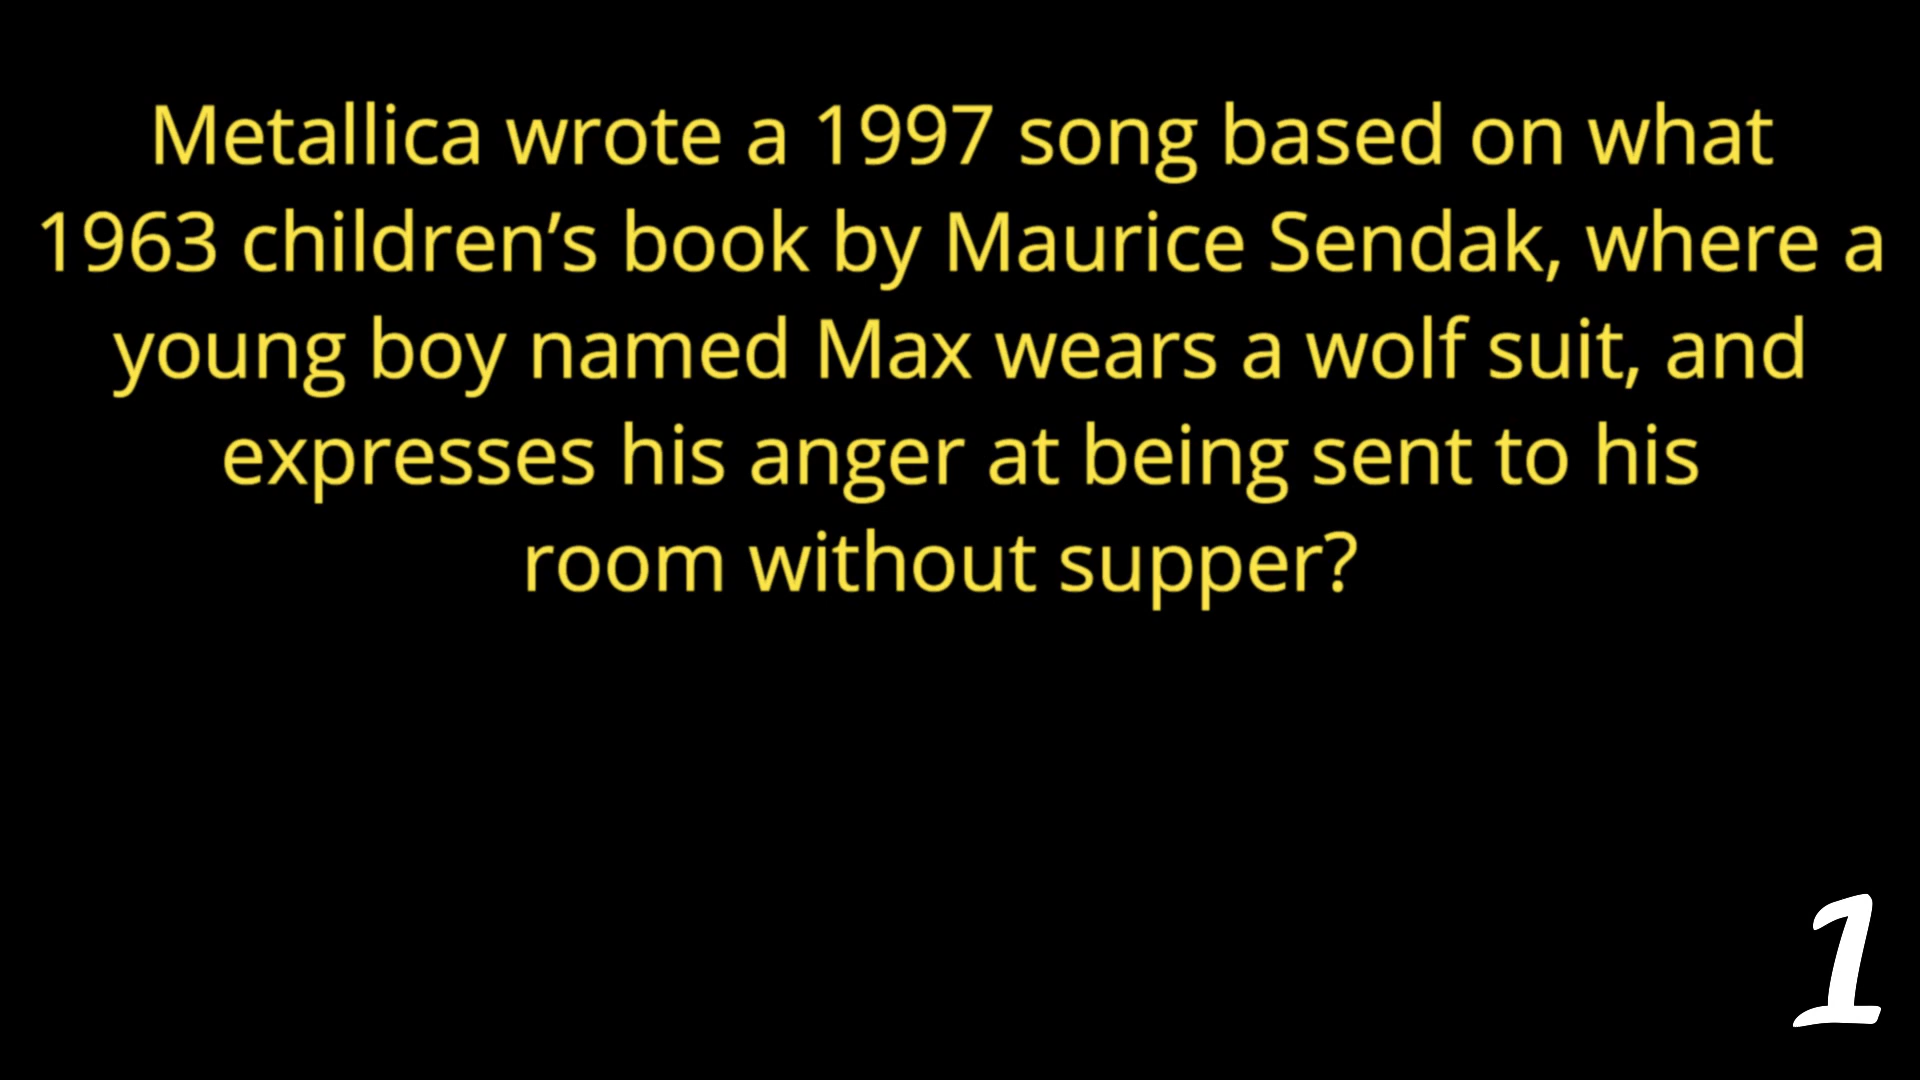 Metallica wrote a 1997 song based on what
1963 children’s book by Maurice Sendak, where a
young boy named Max wears a wolf suit, and
expresses his anger at being sent to his
room without supper?
1